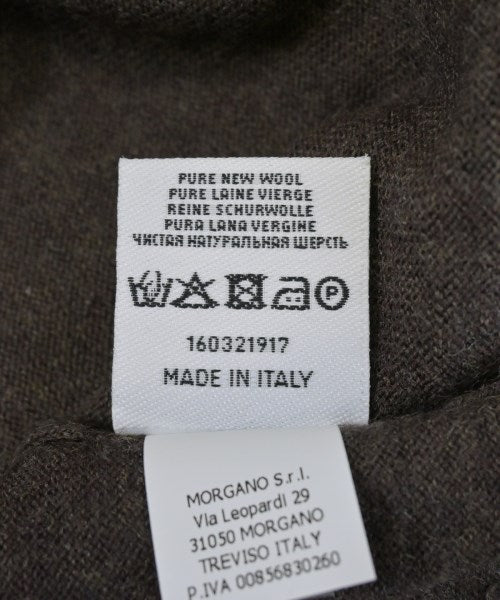 PURE NEW WOOL
PURE LAINE VIERGE
REINE SCHURWOLLE
PURA LANA VERGINE
ЧИСТАЯ НАТУРАЛЬНАЯ ШЕРСТЬ
P
160321917
MADE IN ITALY
MORGANO S.r.l.
Via Leopardi 29
31050 MORGANO
TREVISO ITALY
P.IVA 00856830260